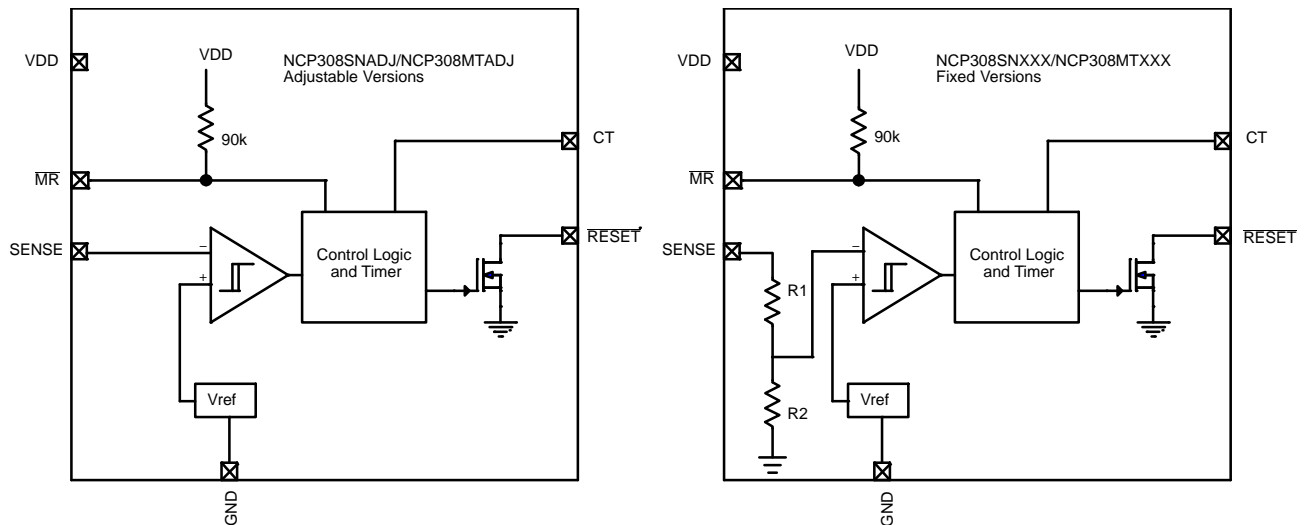 NCP308SNADJ/NCP308MTADJ
Adjustable Versions
VDD
VDD
90k
CT
MR
SENSE
−
+
Control Logic
and Timer
RESET
Vref
GND
NCP308SNXXX/NCP308MTXXX
Fixed Versions
VDD
VDD
90k
CT
MR
SENSE
−
+
R1
R2
Control Logic
and Timer
RESET
Vref
GND